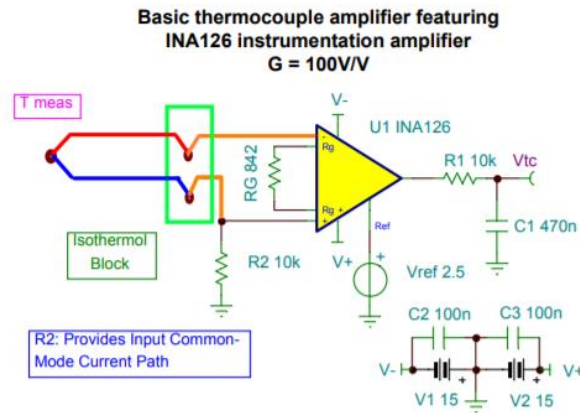 Basic thermocouple amplifier featuring
INA126 instrumentation amplifier
G = 100V/V
T meas
V-
U1 INA126
-
Rg
RG 842
Rg
+
+
R1 10k
Vtc
Ref
C1 470n
Isothermol
Block
R2 10k
V+
+
Vref 2.5
R2: Provides Input Common-
Mode Current Path
C2 100n
C3 100n
V-
V+
+
+
V1 15
V2 15